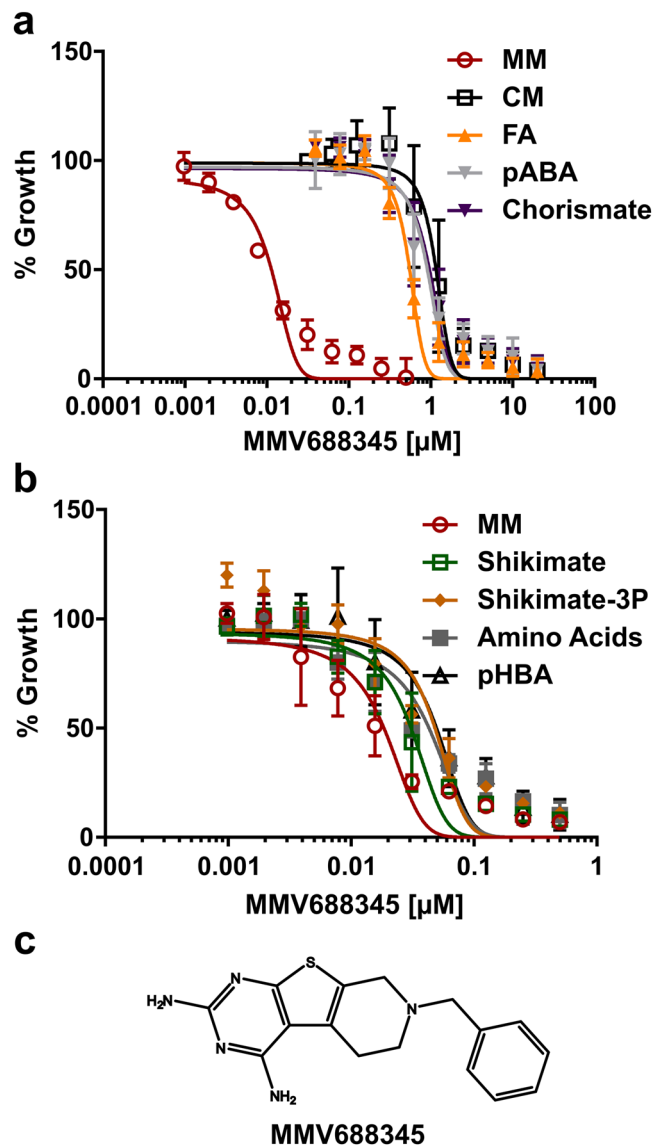 a
150
100
50
0
% Growth
MM
CM
FA
pABA
Chorismate
0.0001 0.001 0.01 0.1 1 10 100
MMV688345 [µM]
b
150
100
50
0
% Growth
MM
Shikimate
Shikimate-3P
Amino Acids
pHBA
0.0001 0.001 0.01 0.1 1
MMV688345 [µM]
c
S
N
H₂N
N
N
NH₂
MMV688345